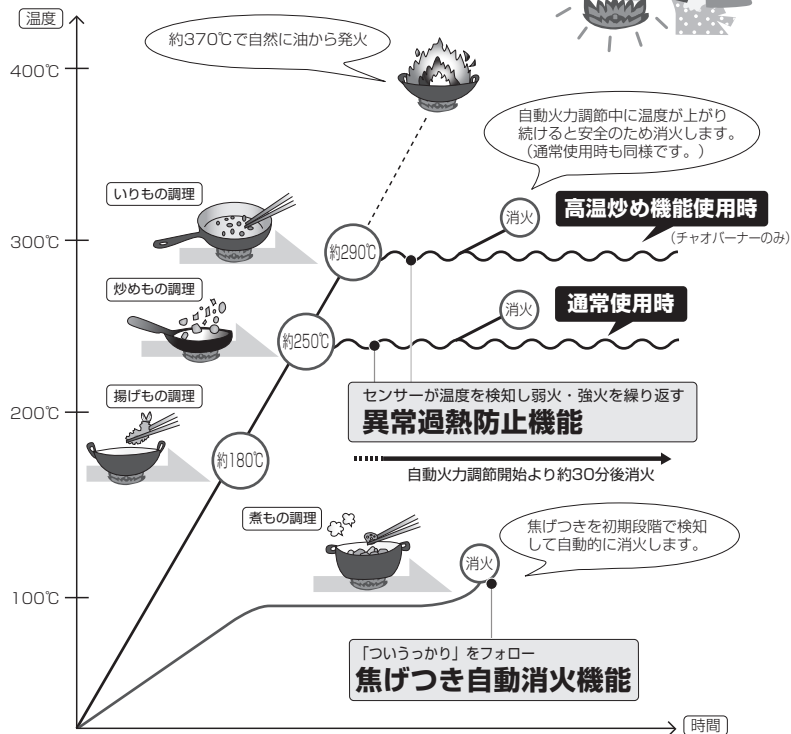 温度
約370℃で自然に油から発火
400℃
自動火力調節中に温度が上がり
続けると安全のため消火します。
（通常使用時も同様です。）
いりもの調理
消火
高温炒め機能使用時
（チャオバーナーのみ）
300℃
約290℃
炒めもの調理
消火
通常使用時
約250℃
センサーが温度を検知し弱火・強火を繰り返す
異常過熱防止機能
揚げもの調理
200℃
約180℃
自動火力調節開始より約30分後消火
煮もの調理
焦げつきを初期段階で検知
して自動的に消火します。
消火
100℃
「ついうっかり」をフォロー
焦げつき自動消火機能
時間